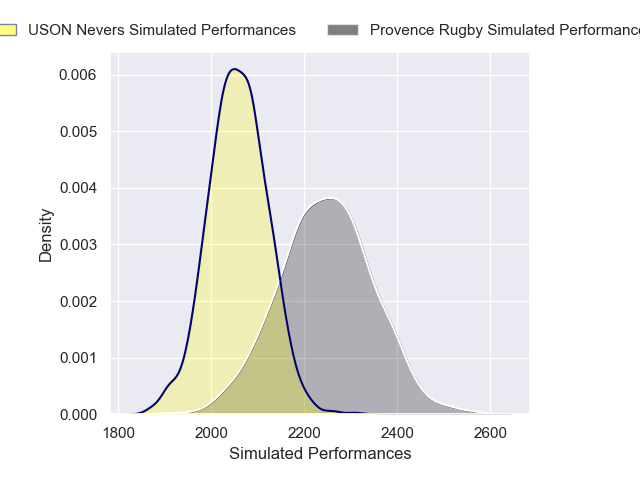 USON Nevers Simulated Performances
Provence Rugby Simulated Performance
0.006
0.005
0.004
0.003
0.002
0.001
0.000
Density
1800 2000 2200 2400 2600
Simulated Performances